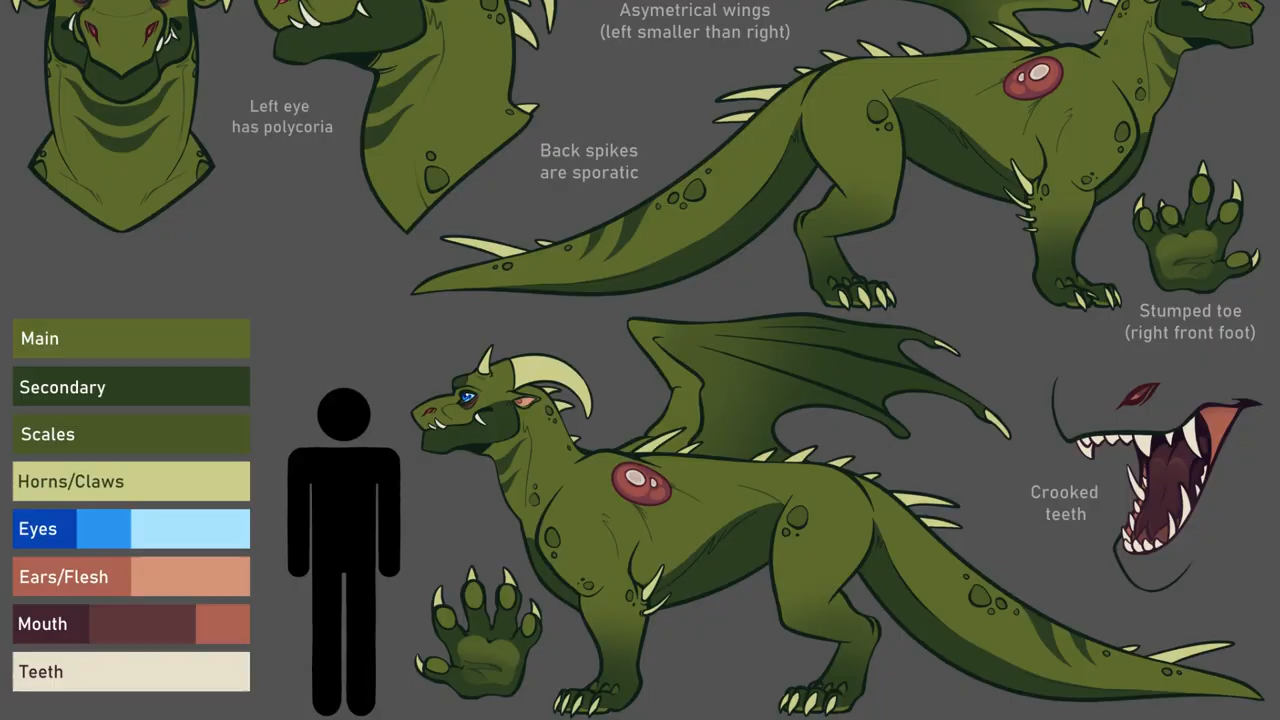 Asymetrical wings
(left smaller than right)
Left eye
has polycoria
Back spikes
are sporatic
Stumped toe
(right front foot)
Main
Secondary
Scales
Horns/Claws
Eyes
Ears/Flesh
Mouth
Teeth
Crooked
teeth